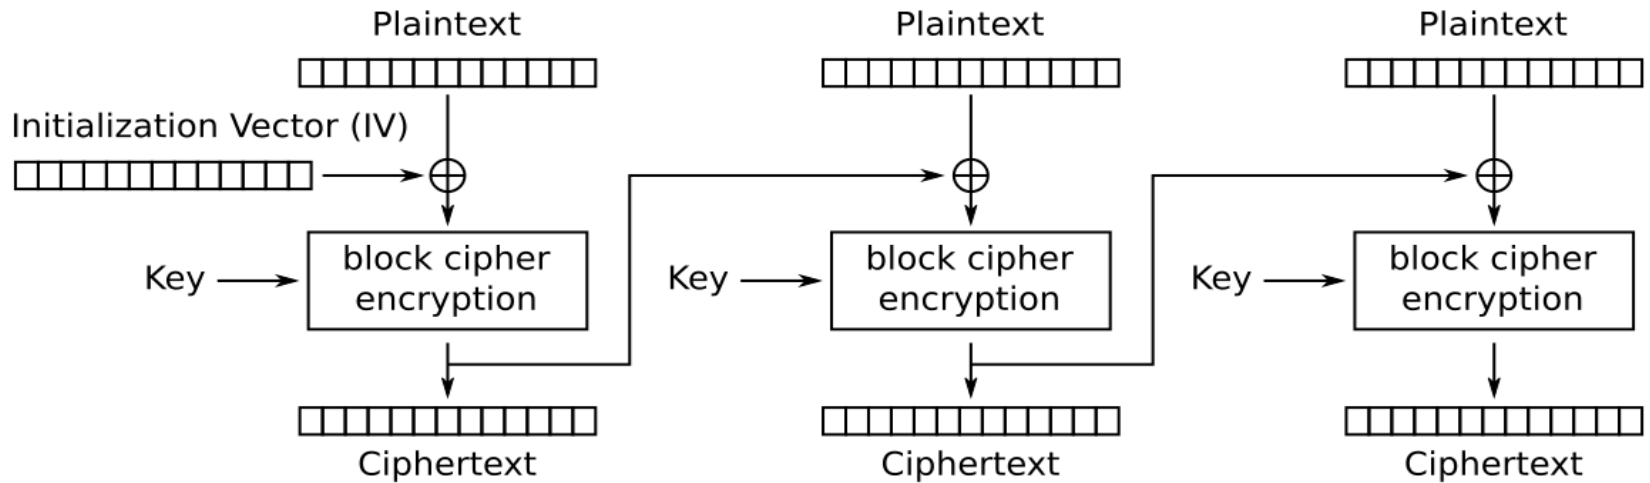 Plaintext
Plaintext
Plaintext
Initialization Vector (IV)
Key
block cipher
encryption
Key
block cipher
encryption
Key
block cipher
encryption
Ciphertext
Ciphertext
Ciphertext